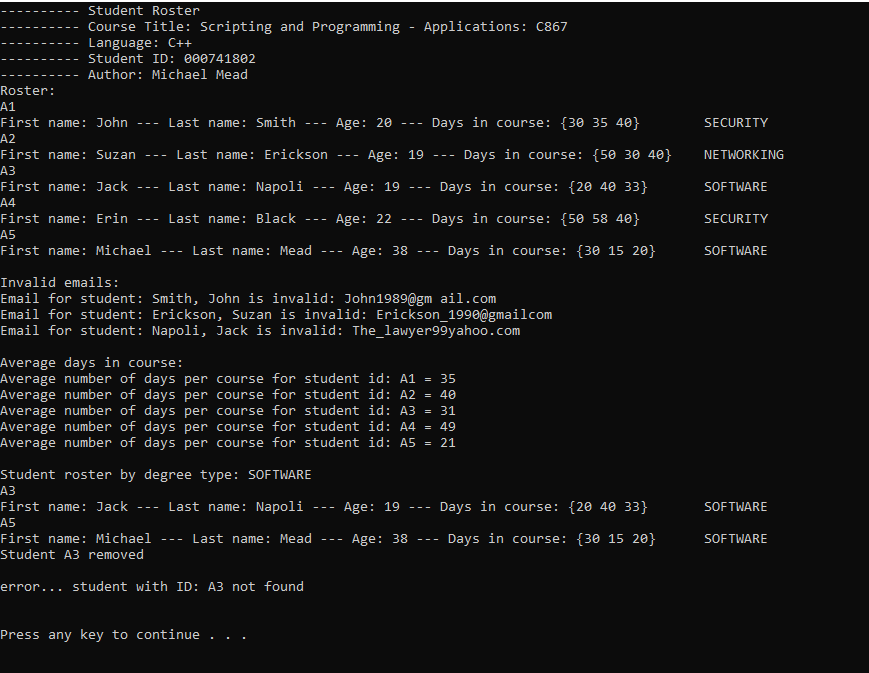 ---------- Student Roster
---------- Course Title: Scripting and Programming - Applications: C867
---------- Language: C++
---------- Student ID: 000741802
---------- Author: Michael Mead
Roster:
A1
First name: John --- Last name: Smith --- Age: 20 --- Days in course: {30 35 40}        SECURITY
A2
First name: Suzan --- Last name: Erickson --- Age: 19 --- Days in course: {50 30 40}    NETWORKING
A3
First name: Jack --- Last name: Napoli --- Age: 19 --- Days in course: {20 40 33}       SOFTWARE
A4
First name: Erin --- Last name: Black --- Age: 22 --- Days in course: {50 58 40}        SECURITY
A5
First name: Michael --- Last name: Mead --- Age: 38 --- Days in course: {30 15 20}      SOFTWARE

Invalid emails:
Email for student: Smith, John is invalid: John1989@gm ail.com
Email for student: Erickson, Suzan is invalid: Erickson_1990@gmailcom
Email for student: Napoli, Jack is invalid: The_lawyer99yahoo.com

Average days in course:
Average number of days per course for student id: A1 = 35
Average number of days per course for student id: A2 = 40
Average number of days per course for student id: A3 = 31
Average number of days per course for student id: A4 = 49
Average number of days per course for student id: A5 = 21

Student roster by degree type: SOFTWARE
A3
First name: Jack --- Last name: Napoli --- Age: 19 --- Days in course: {20 40 33}       SOFTWARE
A5
First name: Michael --- Last name: Mead --- Age: 38 --- Days in course: {30 15 20}      SOFTWARE
Student A3 removed

error... student with ID: A3 not found

Press any key to continue . . .